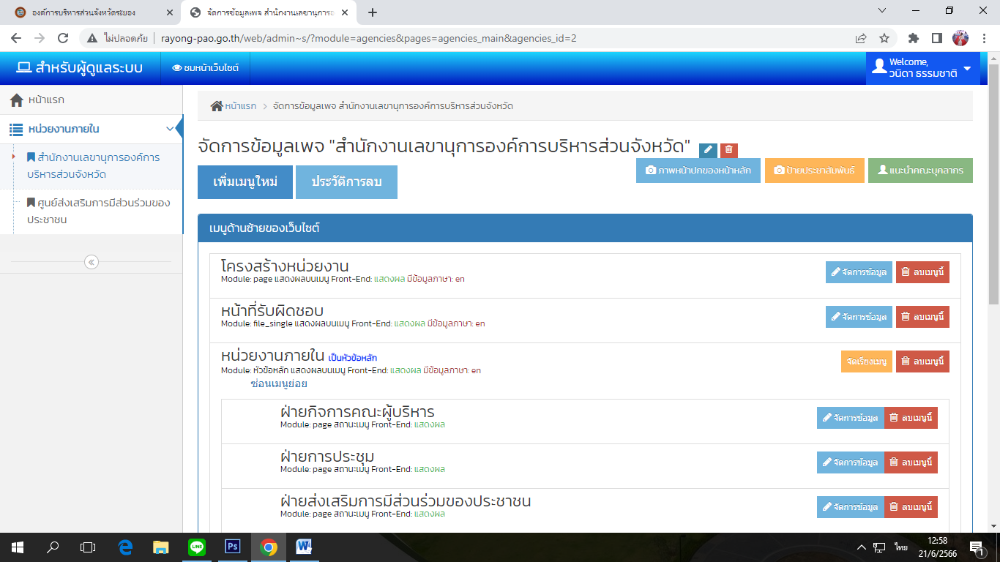 องค์การบริหารส่วนจังหวัดระยอง
จัดการข้อมูลเพจ สำนักงานเลขานุการอง
ไม่ปลอดภัย
rayong-pao.go.th/web/admin~s/?module=agencies&pages=agencies_main&agencies_id=2
สำหรับผู้ดูแลระบบ
ชมหน้าเว็บไซต์
Welcome,
วนิดา ธรรมชาติ
หน้าแรก
หน่วยงานภายใน
สำนักงานเลขานุการองค์การ
บริหารส่วนจังหวัด
ศูนย์ส่งเสริมการมีส่วนร่วมของ
ประชาชน
หน้าแรก > จัดการข้อมูลเพจ สำนักงานเลขานุการองค์การบริหารส่วนจังหวัด
จัดการข้อมูลเพจ "สำนักงานเลขานุการองค์การบริหารส่วนจังหวัด"
เพิ่มเมนูใหม่
ประวัติการลบ
ภาพหน้าปกของหน้าหลัก
ป้ายประชาสัมพันธ์
แนะนำคณะบุคลากร
เมนูด้านซ้ายของเว็บไซต์
โครงสร้างหน่วยงาน
Module: page แสดงผลบนเมนู Front-End: แสดงผล มีข้อมูลภาษา: en
จัดการข้อมูล
ลบเมนูนี้
หน้าที่รับผิดชอบ
Module: file_single แสดงผลบนเมนู Front-End: แสดงผล มีข้อมูลภาษา: en
จัดการข้อมูล
ลบเมนูนี้
หน่วยงานภายใน เป็นหัวข้อหลัก
Module: หัวข้อหลัก แสดงผลบนเมนู Front-End: แสดงผล มีข้อมูลภาษา: en
จัดเรียงเมนู
ลบเมนูนี้
ซ่อนเมนูย่อย
ฝ่ายกิจการคณะผู้บริหาร
Module: page สถานะเมนู Front-End: แสดงผล
จัดการข้อมูล
ลบเมนูนี้
ฝ่ายการประชุม
Module: page สถานะเมนู Front-End: แสดงผล
จัดการข้อมูล
ลบเมนูนี้
ฝ่ายส่งเสริมการมีส่วนร่วมของประชาชน
Module: page สถานะเมนู Front-End: แสดงผล
จัดการข้อมูล
ลบเมนูนี้
LINE
Ps
W
ไทย
12:58
21/6/2566
1